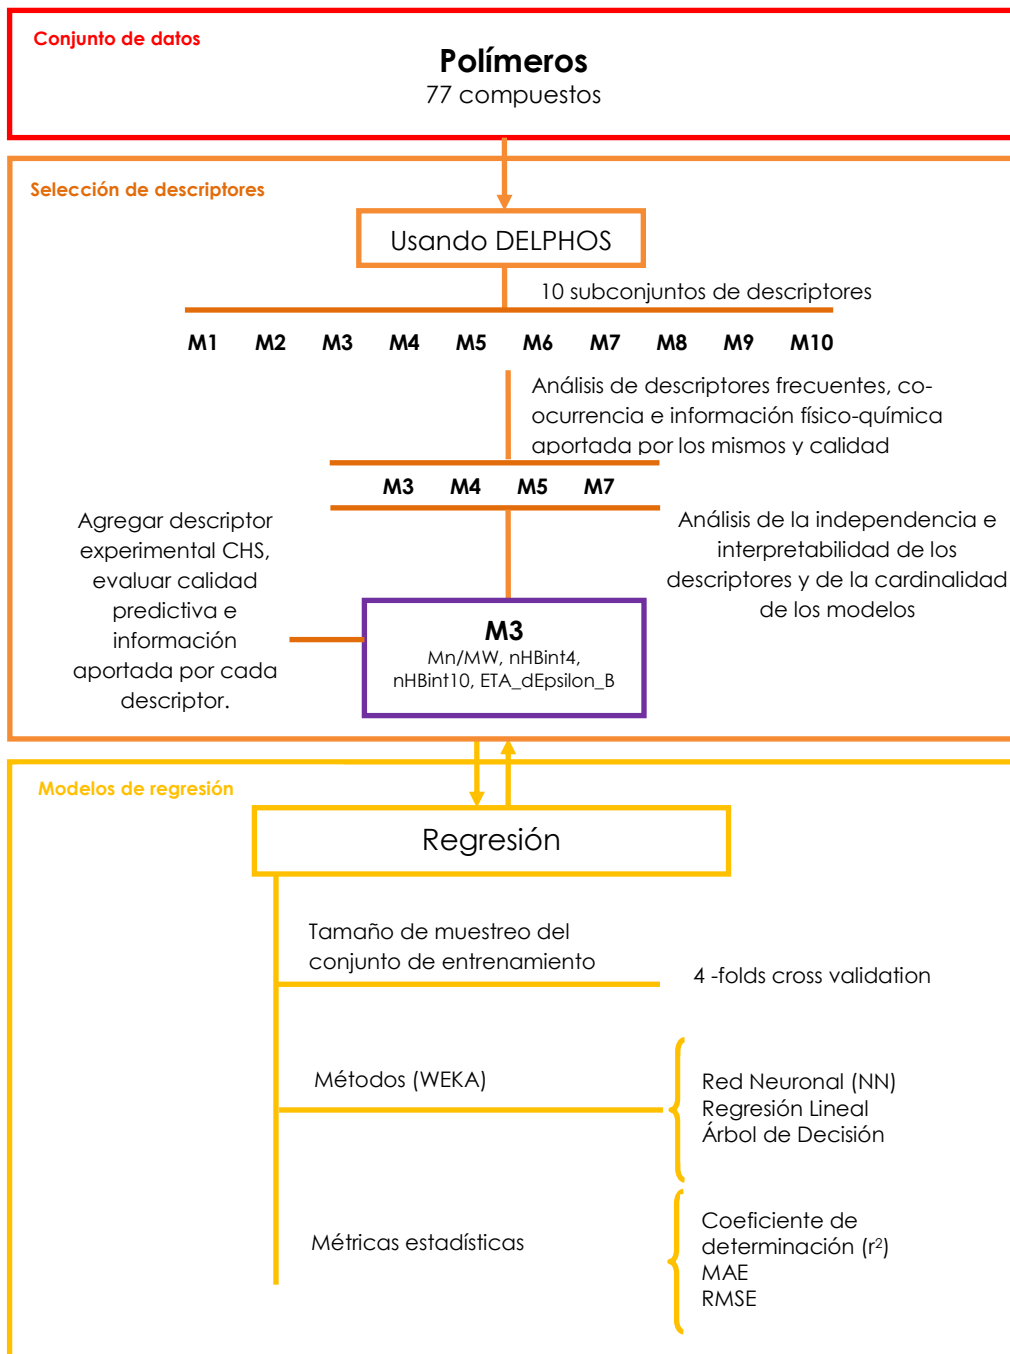 Conjunto de datos
Polímeros
77 compuestos
Selección de descriptores
Usando DELPHOS
10 subconjuntos de descriptores
M1 M2 M3 M4 M5 M6 M7 M8 M9 M10
Análisis de descriptores frecuentes, co-
ocurrencia e información físico-química
aportada por los mismos y calidad
M3 M4 M5 M7
Agregar descriptor
experimental CHS,
evaluar calidad
predictiva e
información
aportada por cada
descriptor.
Análisis de la independencia e
interpretabilidad de los
descriptores y de la cardinalidad
de los modelos
M3
Mn/MW, nHBint4,
nHBint10, ETA_dEpsilon_B
Modelos de regresión
Regresión
Tamaño de muestreo del
conjunto de entrenamiento
4 -folds cross validation
Métodos (WEKA)
Red Neuronal (NN)
Regresión Lineal
Árbol de Decisión
Métricas estadísticas
Coeficiente de
determinación (r²)
MAE
RMSE